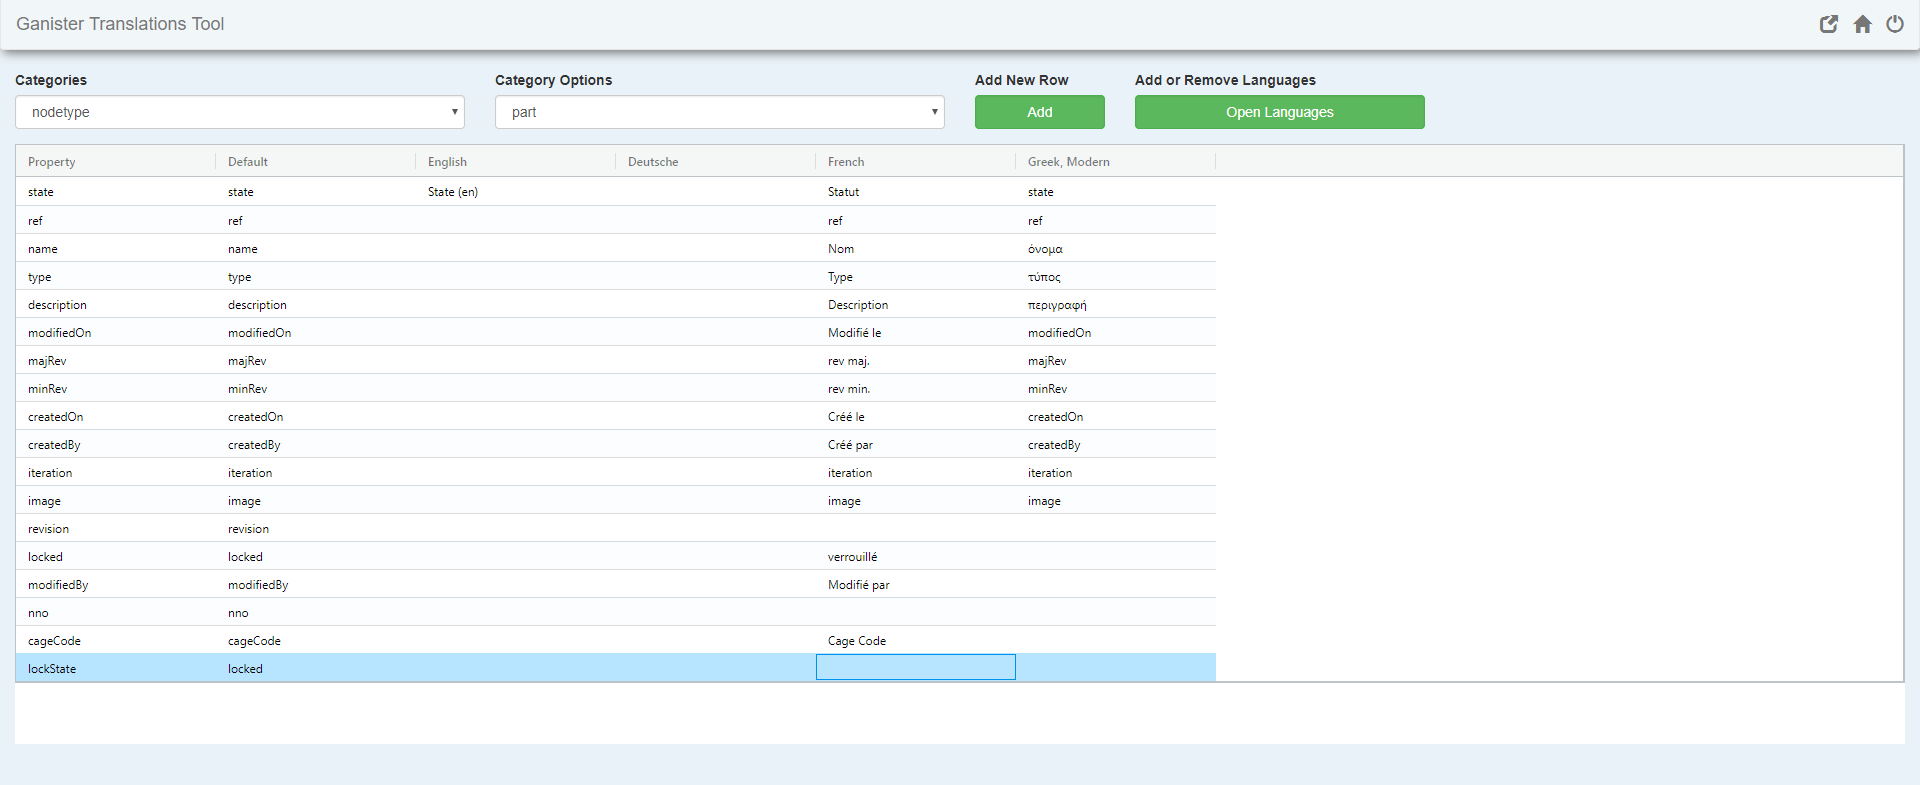 Ganister Translations Tool
Categories Category Options Add New Row Add or Remove Languages
nodetype part Add Open Languages
Property Default English Deutsche French Greek, Modern
state state State (en) Statut state
ref ref ref ref
name name Nom όνομα
type type Type τύπος
description description Description περιγραφή
modifiedOn modifiedOn Modifié le modifiedOn
majRev majRev rev maj. majRev
minRev minRev rev min. minRev
createdOn createdOn Créé le createdOn
createdBy createdBy Créé par createdBy
iteration iteration iteration iteration
image image image image
revision revision
locked locked verrouillé
modifiedBy modifiedBy Modifié par
nno nno
cageCode cageCode Cage Code
lockState locked